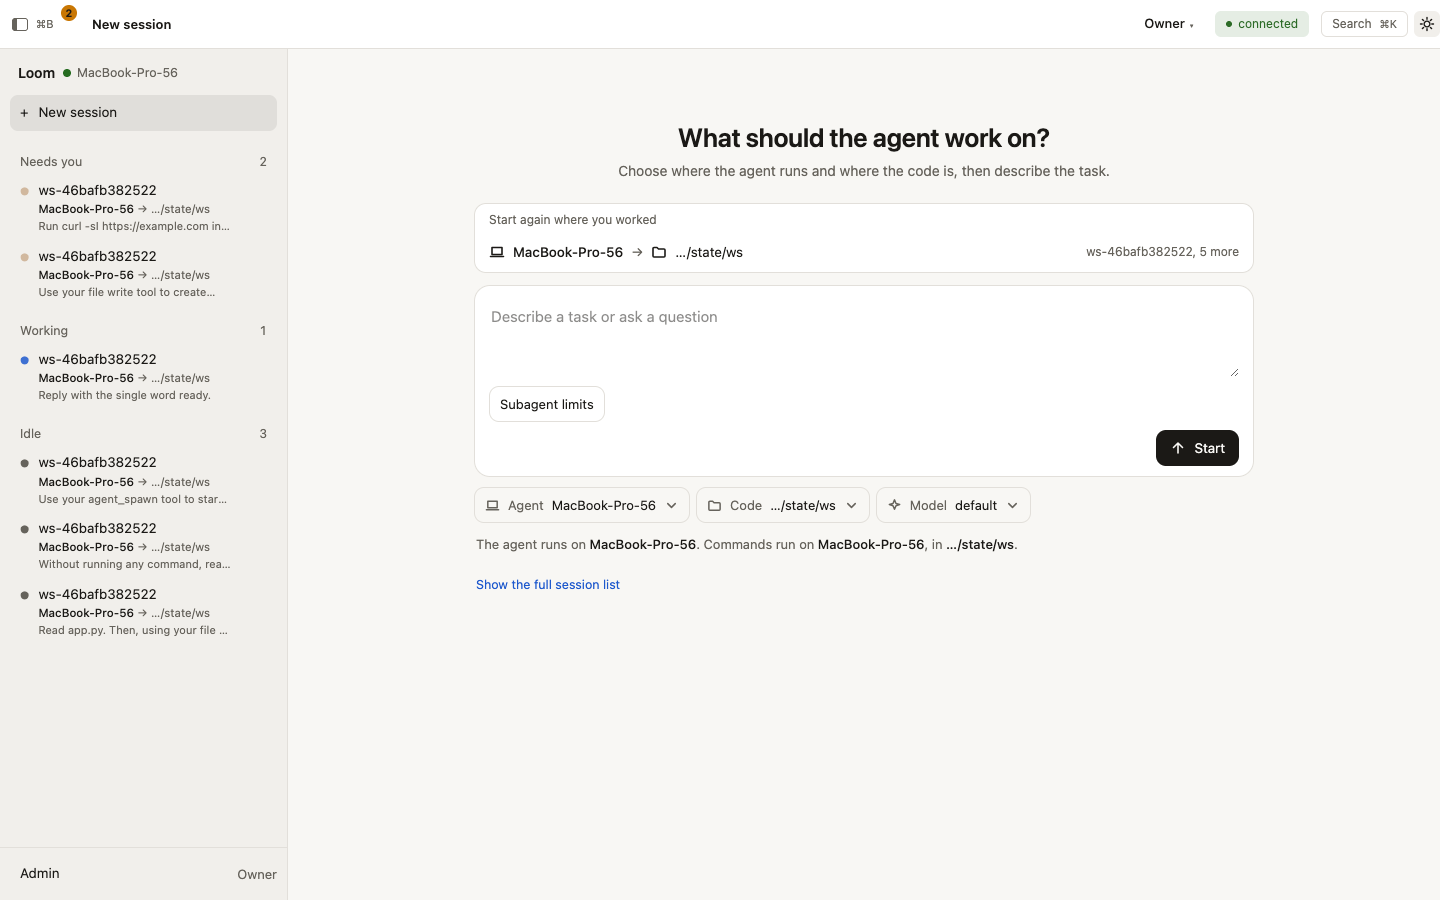 ⌘B
2
New session
Owner
connected
Search ⌘K
Loom MacBook-Pro-56
+ New session
Needs you 2
ws-46bafb382522
MacBook-Pro-56 → .../state/ws
Run curl -sI https://example.com in...
ws-46bafb382522
MacBook-Pro-56 → .../state/ws
Use your file write tool to create...
Working 1
ws-46bafb382522
MacBook-Pro-56 → .../state/ws
Reply with the single word ready.
Idle 3
ws-46bafb382522
MacBook-Pro-56 → .../state/ws
Use your agent_spawn tool to star...
ws-46bafb382522
MacBook-Pro-56 → .../state/ws
Without running any command, rea...
ws-46bafb382522
MacBook-Pro-56 → .../state/ws
Read app.py. Then, using your file ...
Admin Owner
What should the agent work on?
Choose where the agent runs and where the code is, then describe the task.
Start again where you worked
MacBook-Pro-56 → .../state/ws ws-46bafb382522, 5 more
Describe a task or ask a question
Subagent limits
Start
Agent MacBook-Pro-56 Code .../state/ws Model default
The agent runs on MacBook-Pro-56. Commands run on MacBook-Pro-56, in .../state/ws.
Show the full session list